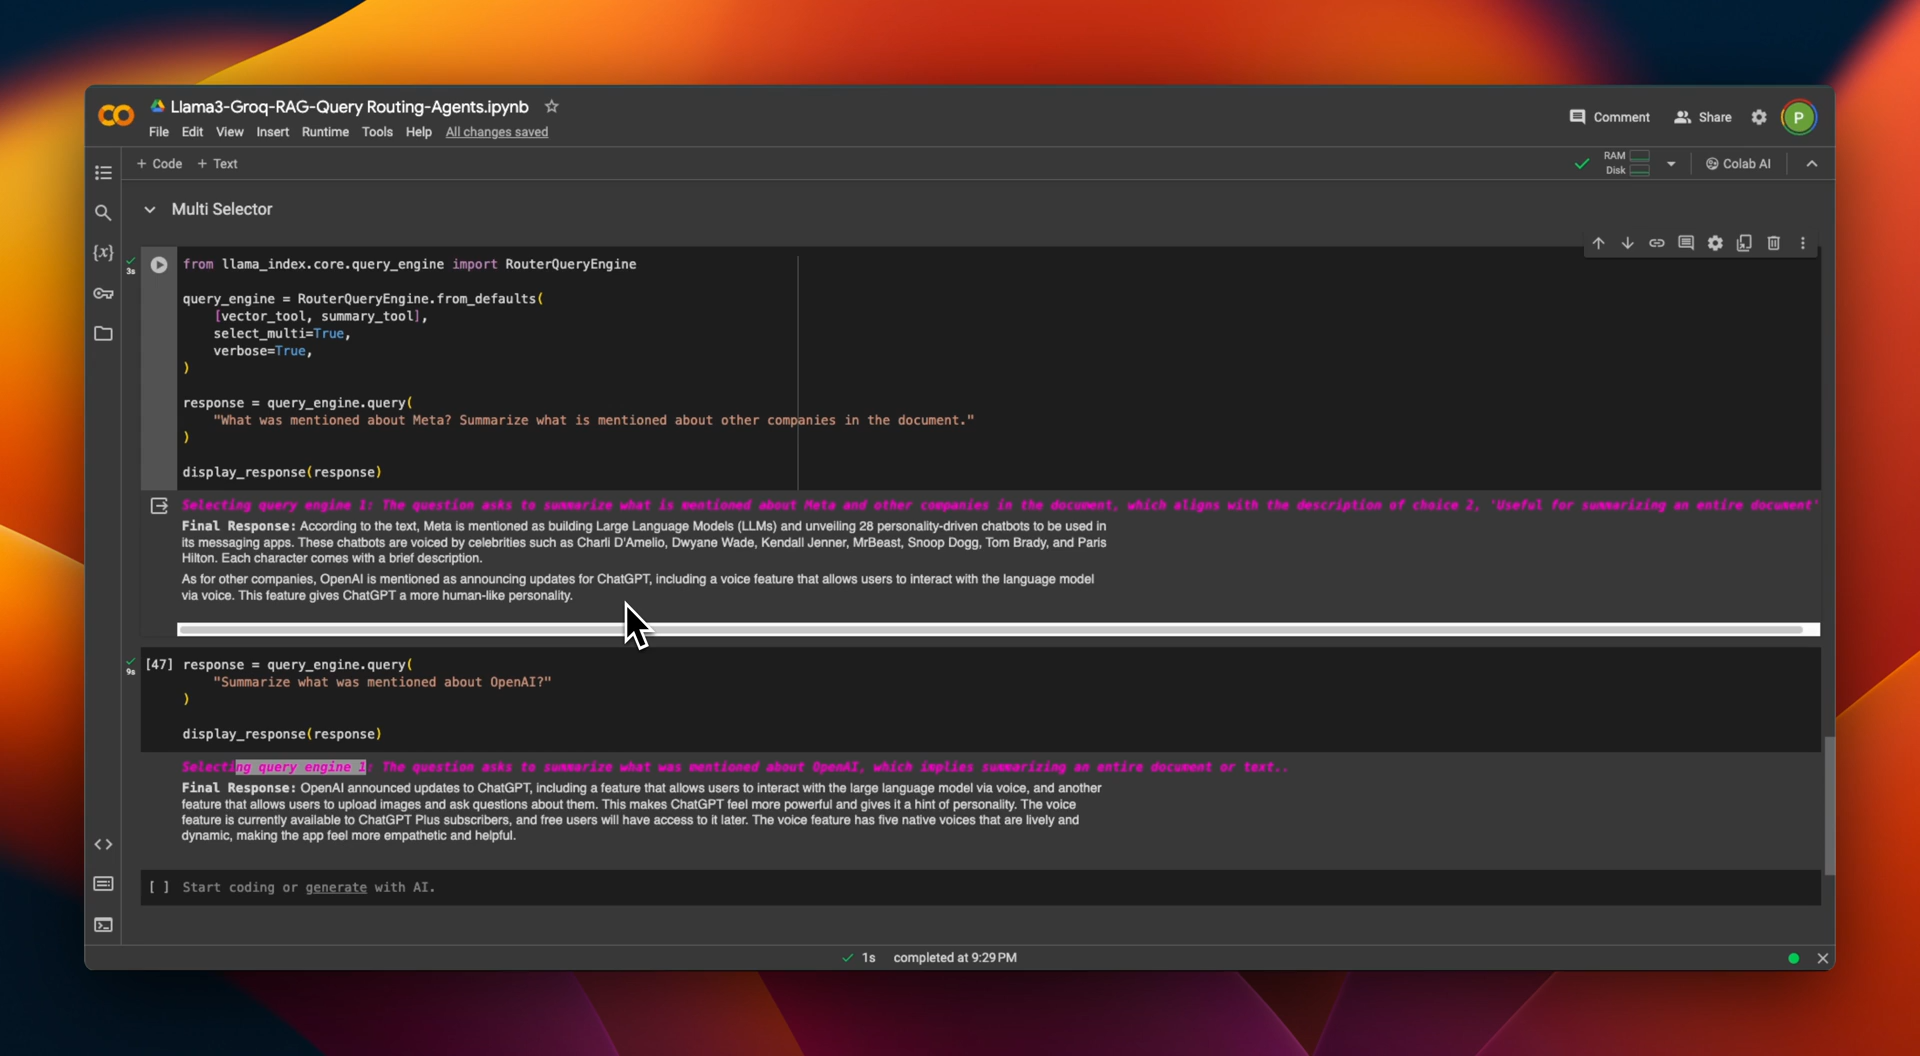 Llama3-Groq-RAG-Query Routing-Agents.ipynb
File Edit View Insert Runtime Tools Help All changes saved
Comment Share P
+ Code + Text
RAM
Disk
Colab AI
Multi Selector
3s
from llama_index.core.query_engine import RouterQueryEngine
query_engine = RouterQueryEngine.from_defaults(
[vector_tool, summary_tool],
select_multi=True,
verbose=True,
)
response = query_engine.query(
"What was mentioned about Meta? Summarize what is mentioned about other companies in the document."
)
display_response(response)
Selecting query engine 1: The question asks to summarize what is mentioned about Meta and other companies in the document, which aligns with the description of choice 2, 'Useful for summarizing an entire document'
Final Response: According to the text, Meta is mentioned as building Large Language Models (LLMs) and unveiling 28 personality-driven chatbots to be used in
its messaging apps. These chatbots are voiced by celebrities such as Charli D'Amelio, Dwyane Wade, Kendall Jenner, MrBeast, Snoop Dogg, Tom Brady, and Paris
Hilton. Each character comes with a brief description.
As for other companies, OpenAI is mentioned as announcing updates for ChatGPT, including a voice feature that allows users to interact with the language model
via voice. This feature gives ChatGPT a more human-like personality.
9s
[47] response = query_engine.query(
"Summarize what was mentioned about OpenAI?"
)
display_response(response)
Selecting query engine 1: The question asks to summarize what was mentioned about OpenAI, which implies summarizing an entire document or text..
Final Response: OpenAI announced updates to ChatGPT, including a feature that allows users to interact with the large language model via voice, and another
feature that allows users to upload images and ask questions about them. This makes ChatGPT feel more powerful and gives it a hint of personality. The voice
feature is currently available to ChatGPT Plus subscribers, and free users will have access to it later. The voice feature has five native voices that are lively and
dynamic, making the app feel more empathetic and helpful.
[ ] Start coding or generate with AI.
1s completed at 9:29 PM